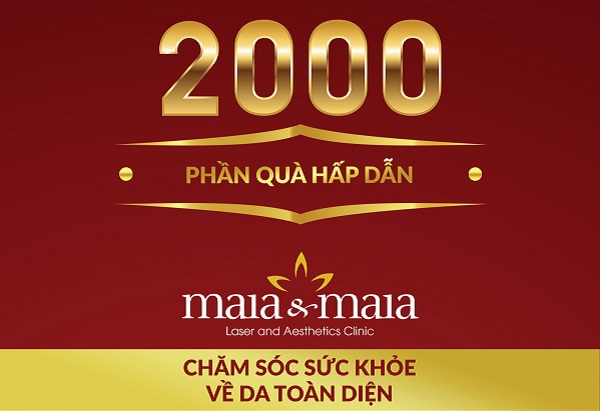 2000
PHẦN QUÀ HẤP DẪN
maia & maia
Laser and Aesthetics Clinic
CHĂM SÓC SỨC KHỎE
VỀ DA TOÀN DIỆN